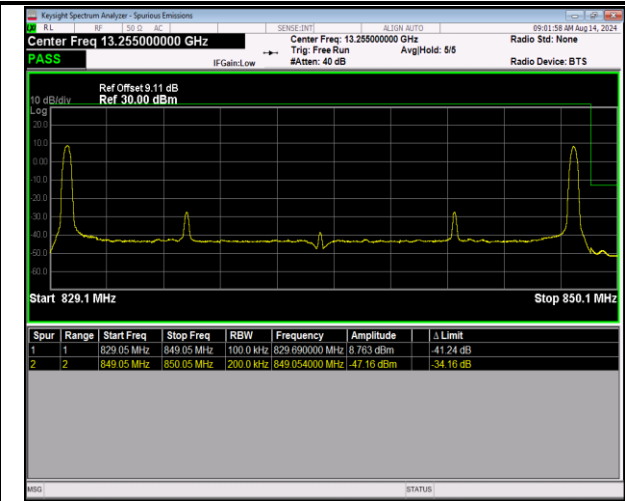 Keysight Spectrum Analyzer - Spurious Emissions
RL RF 50 Ω AC SENSE:INT ALIGN AUTO 09:01:58 AM Aug 14, 2024
Center Freq 13.255000000 GHz Center Freq: 13.255000000 GHz Radio Std: None
Trig: Free Run Avg|Hold: 5/5
PASS IFGain:Low #Atten: 40 dB Radio Device: BTS
Ref Offset 9.11 dB
10 dB/div Ref 30.00 dBm
Log
20.0
10.0
0.00
-10.0
-20.0
-30.0
-40.0
-50.0
-60.0
Start 829.1 MHz Stop 850.1 MHz
Spur Range Start Freq Stop Freq RBW Frequency Amplitude Δ Limit
1 1 829.05 MHz 849.05 MHz 100.0 kHz 829.690000 MHz 8.763 dBm -41.24 dB
2 2 849.05 MHz 850.05 MHz 200.0 kHz 849.054000 MHz -47.16 dBm -34.16 dB
MSG STATUS